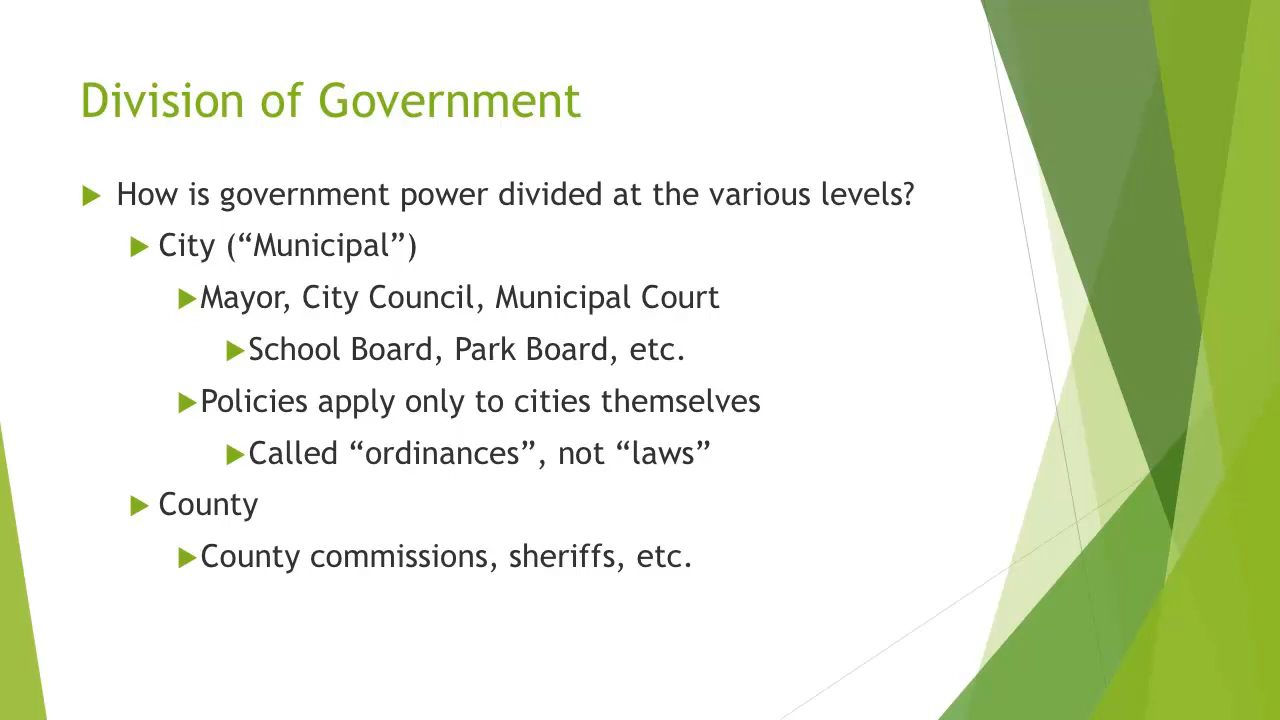 Division of Government
How is government power divided at the various levels?
City (“Municipal”)
Mayor, City Council, Municipal Court
School Board, Park Board, etc.
Policies apply only to cities themselves
Called “ordinances”, not “laws”
County
County commissions, sheriffs, etc.